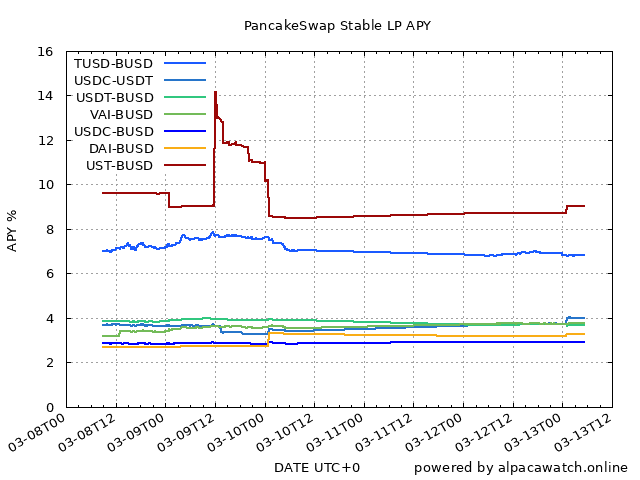 PancakeSwap Stable LP APY
APY %
16
14
12
10
8
6
4
2
0
TUSD-BUSD
USDC-USDT
USDT-BUSD
VAI-BUSD
USDC-BUSD
DAI-BUSD
UST-BUSD
03-08T00
03-08T12
03-09T00
03-09T12
03-10T00
03-10T12
03-11T00
03-11T12
03-12T00
03-12T12
03-13T00
03-13T12
DATE UTC+0
powered by alpacawatch.online